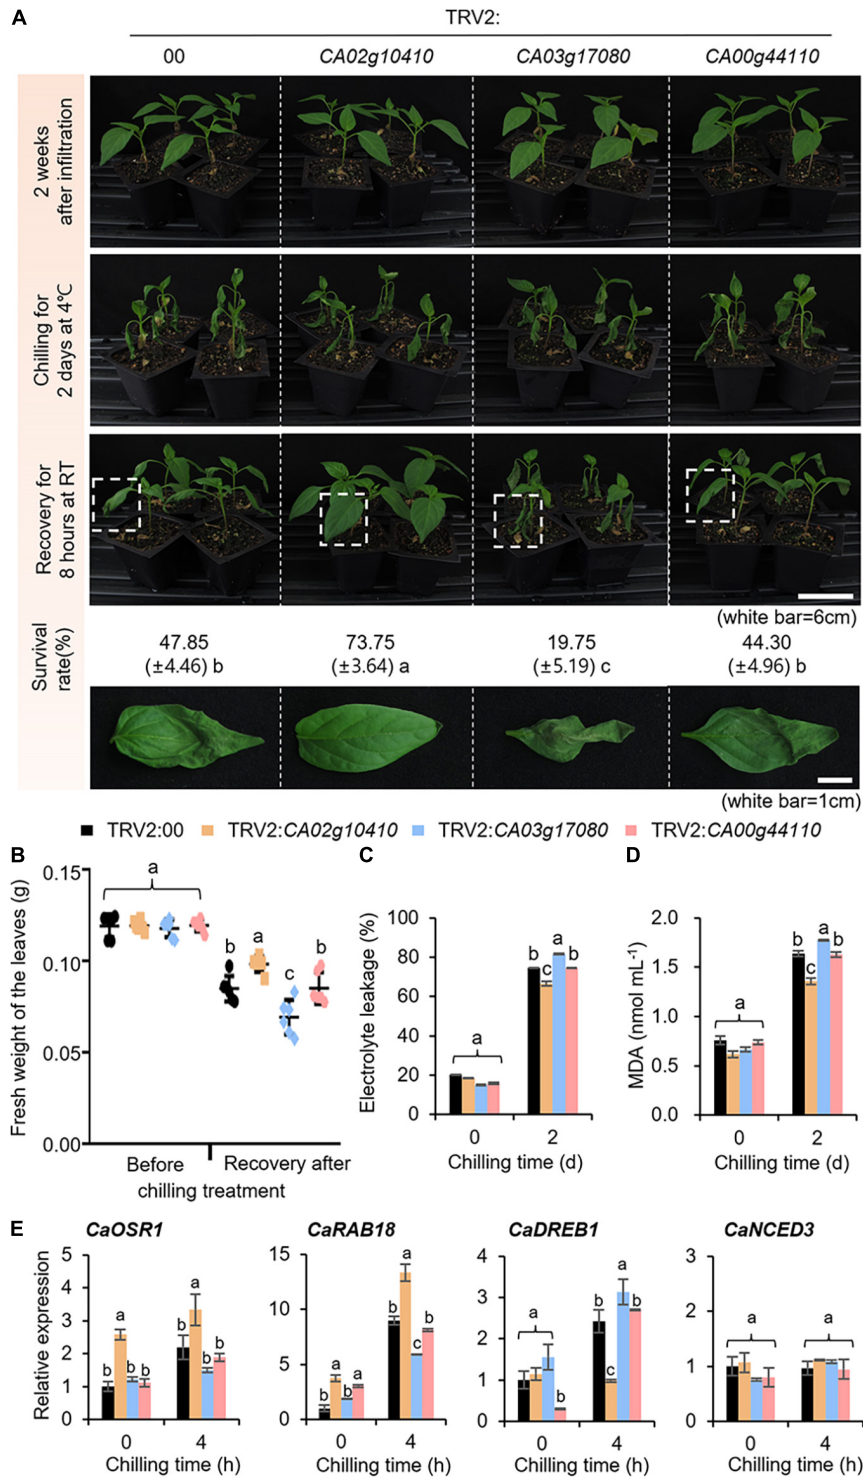 A
TRV2:
00 CA02g10410 CA03g17080 CA00g44110
2 weeks
after infiltration
Chilling for
2 days at 4℃
Recovery for
8 hours at RT
(white bar=6cm)
Survival
rate(%)
47.85 73.75 19.75 44.30
(±4.46) b (±3.64) a (±5.19) c (±4.96) b
(white bar=1cm)
TRV2:00 TRV2:CA02g10410 TRV2:CA03g17080 TRV2:CA00g44110
B
Fresh weight of the leaves (g)
0.15
0.10
0.05
0.00
a
b a c b
Before Recovery after
chilling treatment
C
Electrolyte leakage (%)
100
80
60
40
20
0
a
b c a b
0 2
Chilling time (d)
D
MDA (nmol mL-1)
2.0
1.5
1.0
0.5
0.0
a
b c a b
0 2
Chilling time (d)
E
Relative expression
CaOSR1
5
4
3
2
1
0
b a b b
b a b b
0 4
Chilling time (h)
CaRAB18
15
10
5
0
b a b a
b a c b
0 4
Chilling time (h)
CaDREB1
4
3
2
1
0
a b
b c a b
0 4
Chilling time (h)
CaNCED3
3
2
1
0
a a
0 4
Chilling time (h)